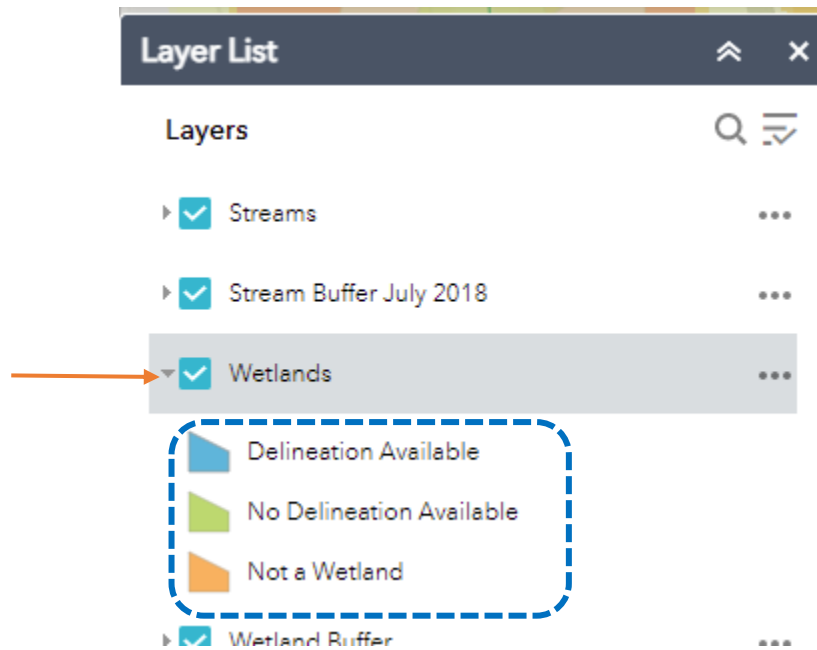 Layer List
Layers
Streams
Stream Buffer July 2018
Wetlands
Delineation Available
No Delineation Available
Not a Wetland
Wetland Buffer